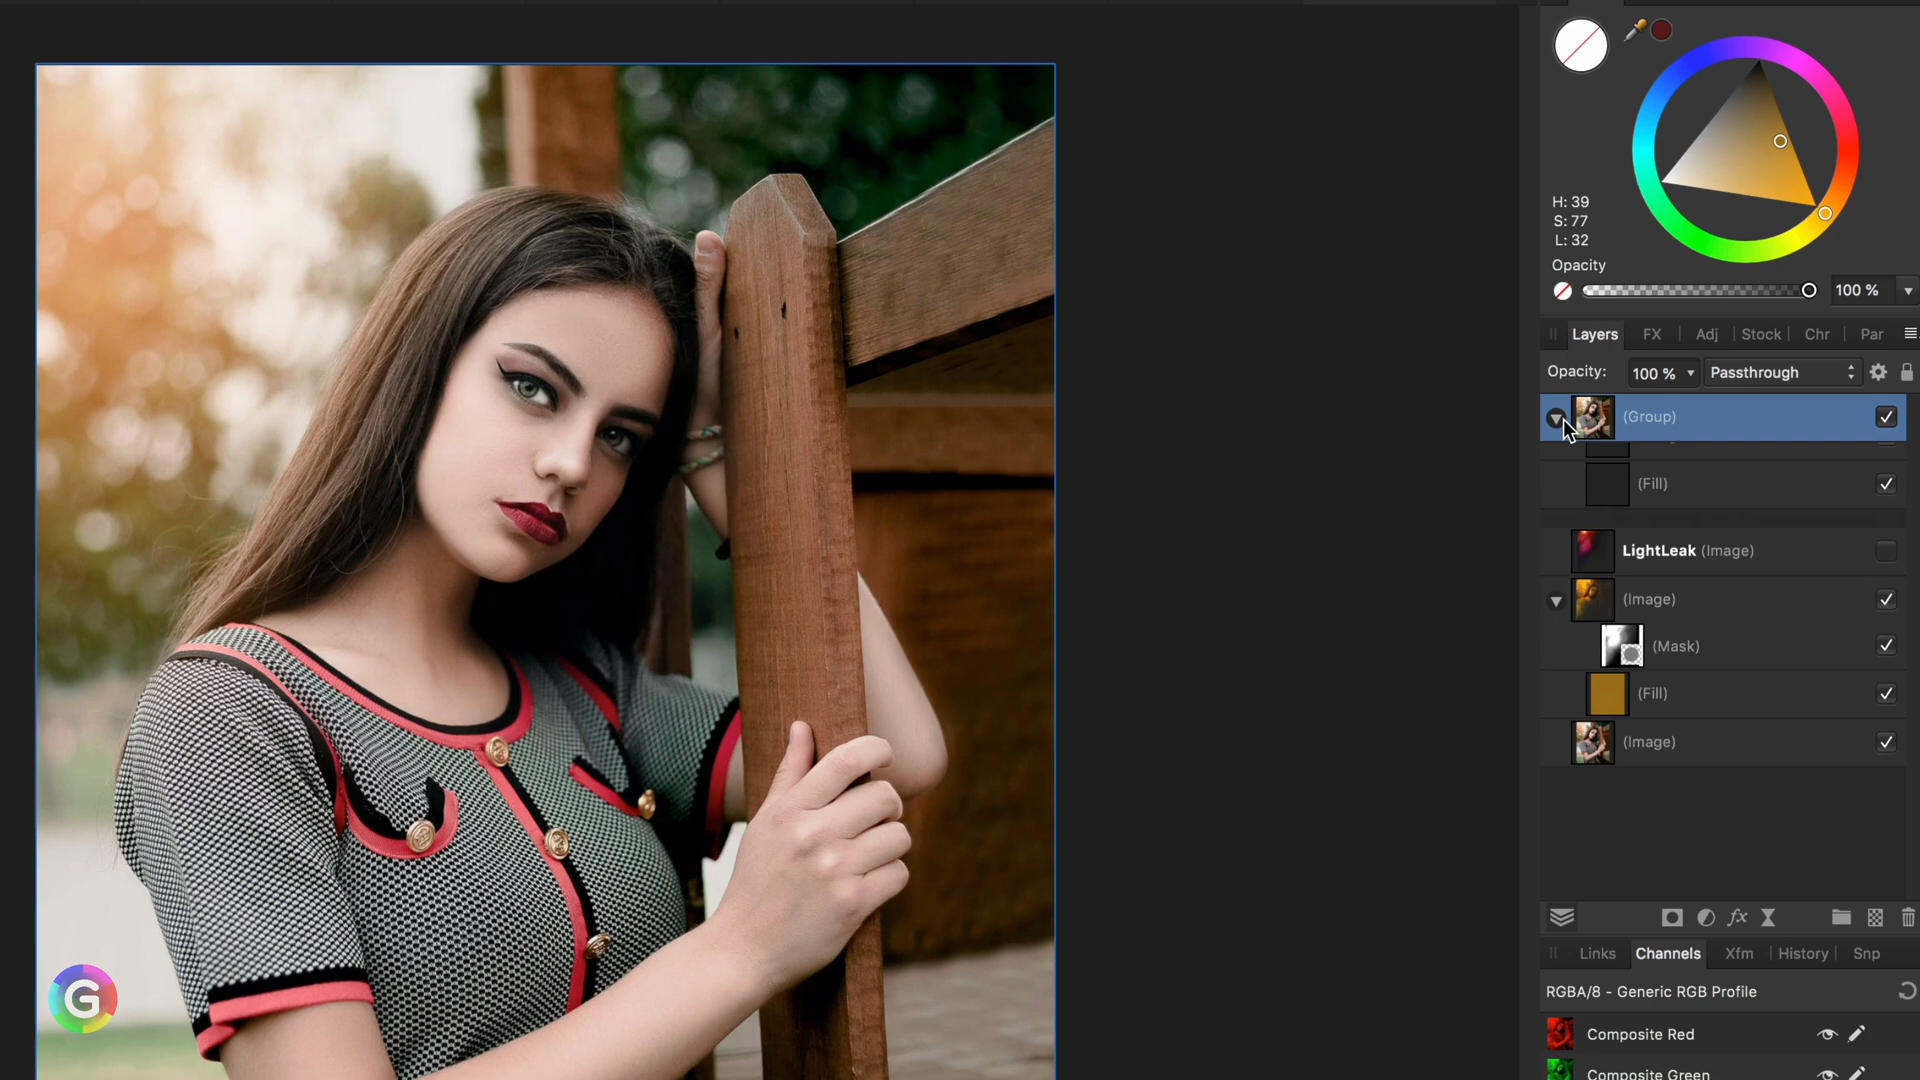 H: 39
S: 77
L: 32
Opacity
100 %
Layers FX Adj Stock Chr Par
Opacity: 100 % Passthrough
(Group)
(Fill)
LightLeak (Image)
(Image)
(Mask)
(Fill)
(Image)
fx
Links Channels Xfm History Snp
RGBA/8 - Generic RGB Profile
Composite Red
Composite Green
G